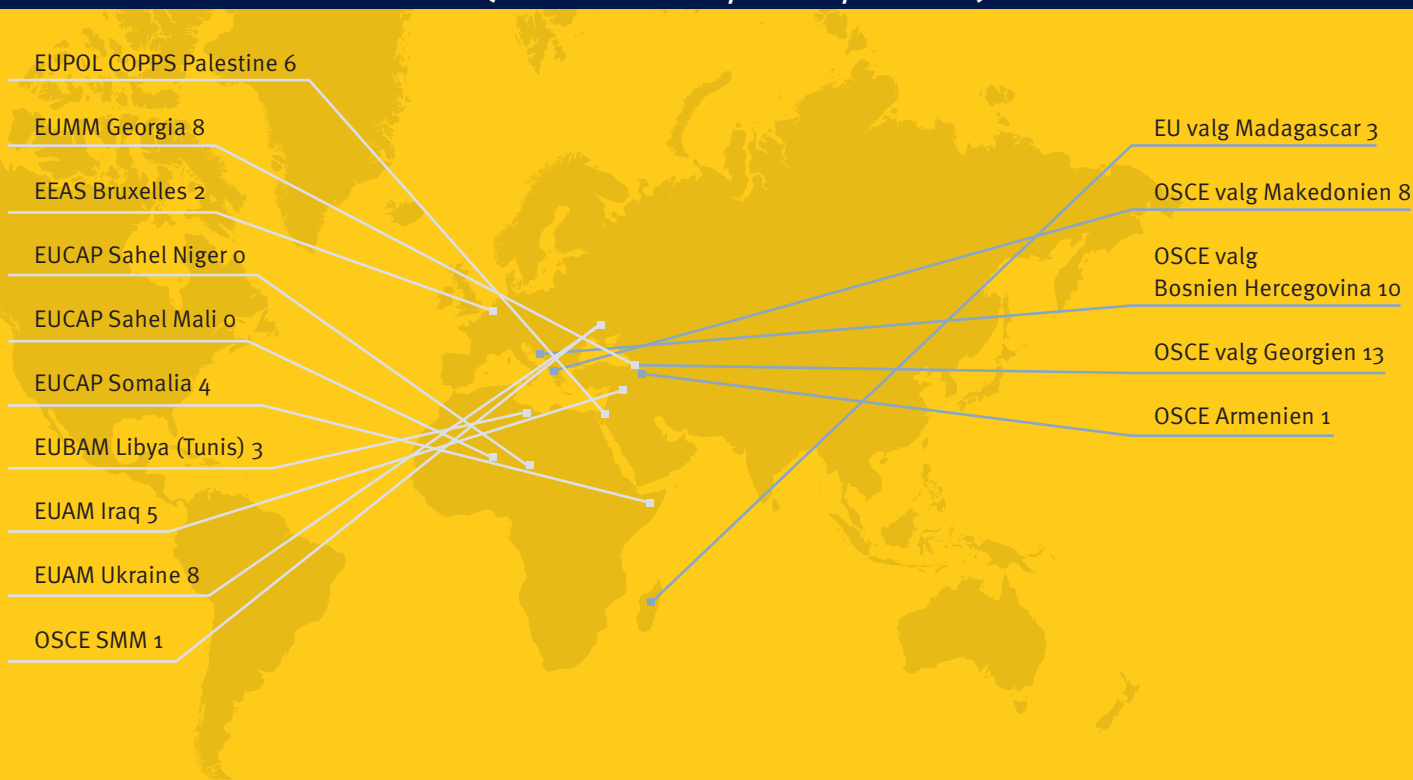 EUPOL COPPS Palestine 6
EUMM Georgia 8
EEAS Bruxelles 2
EUCAP Sahel Niger 0
EUCAP Sahel Mali 0
EUCAP Somalia 4
EUBAM Libya (Tunis) 3
EUAM Iraq 5
EUAM Ukraine 8
OSCE SMM 1
EU valg Madagascar 3
OSCE valg Makedonien 8
OSCE valg
Bosnien Hercegovina 10
OSCE valg Georgien 13
OSCE Armenien 1